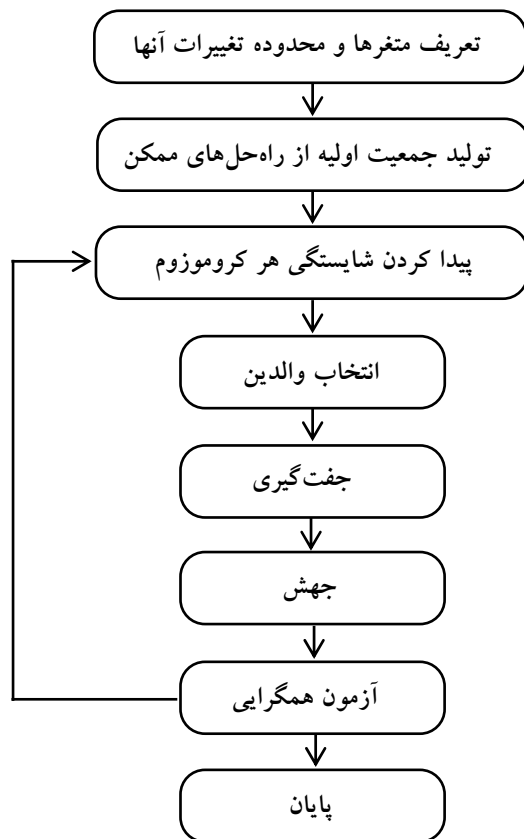 تعریف متغرها و محدوده تغییرات آنها
تولید جمعیت اولیه از راه‌حل‌های ممکن
پیدا کردن شایستگی هر کروموزوم
انتخاب والدین
جفت‌گیری
جهش
آزمون همگرایی
پایان